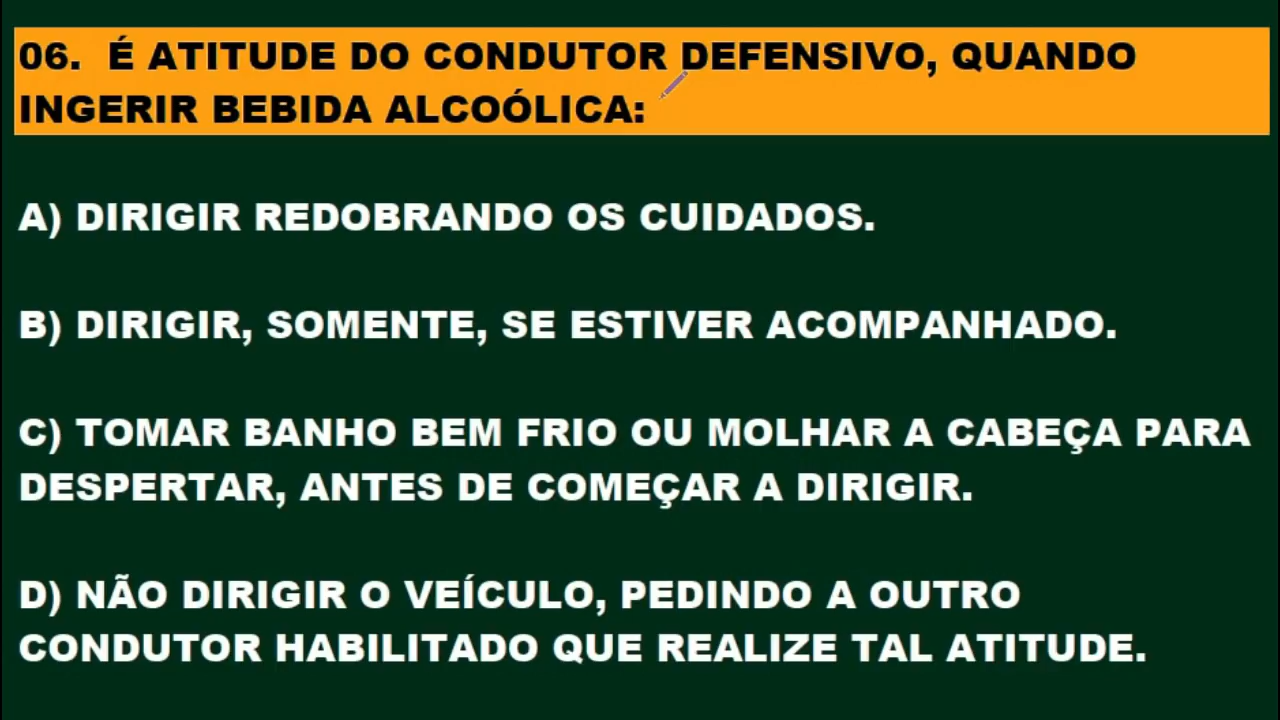 06. É ATITUDE DO CONDUTOR DEFENSIVO, QUANDO
INGERIR BEBIDA ALCOÓLICA:
A) DIRIGIR REDOBRANDO OS CUIDADOS.
B) DIRIGIR, SOMENTE, SE ESTIVER ACOMPANHADO.
C) TOMAR BANHO BEM FRIO OU MOLHAR A CABEÇA PARA
DESPERTAR, ANTES DE COMEÇAR A DIRIGIR.
D) NÃO DIRIGIR O VEÍCULO, PEDINDO A OUTRO
CONDUTOR HABILITADO QUE REALIZE TAL ATITUDE.